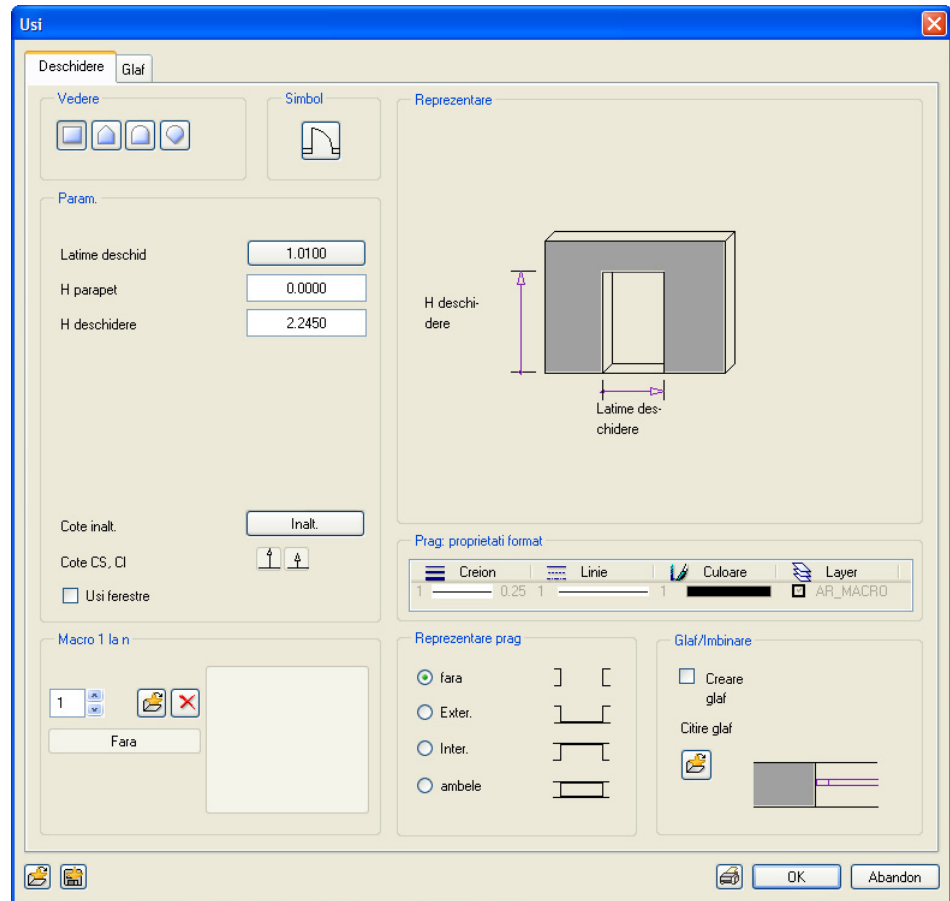 Usi
Deschidere
Glaf
Vedere
Simbol
Param.
Latime deschid
1.0100
H parapet
0.0000
H deschidere
2.2450
Cote inalt.
Inalt.
Cote CS, CI
Usi ferestre
Macro 1 la n
1
Fara
Reprezentare
H deschi-
dere
Latime des-
chidere
Prag: proprietati format
Creion
Linie
Culoare
Layer
1
0.25
1
1
AR_MACRO
Reprezentare prag
fara
Exter.
Inter.
ambele
Glaf/Imbinare
Creare
glaf
Citire glaf
OK
Abandon